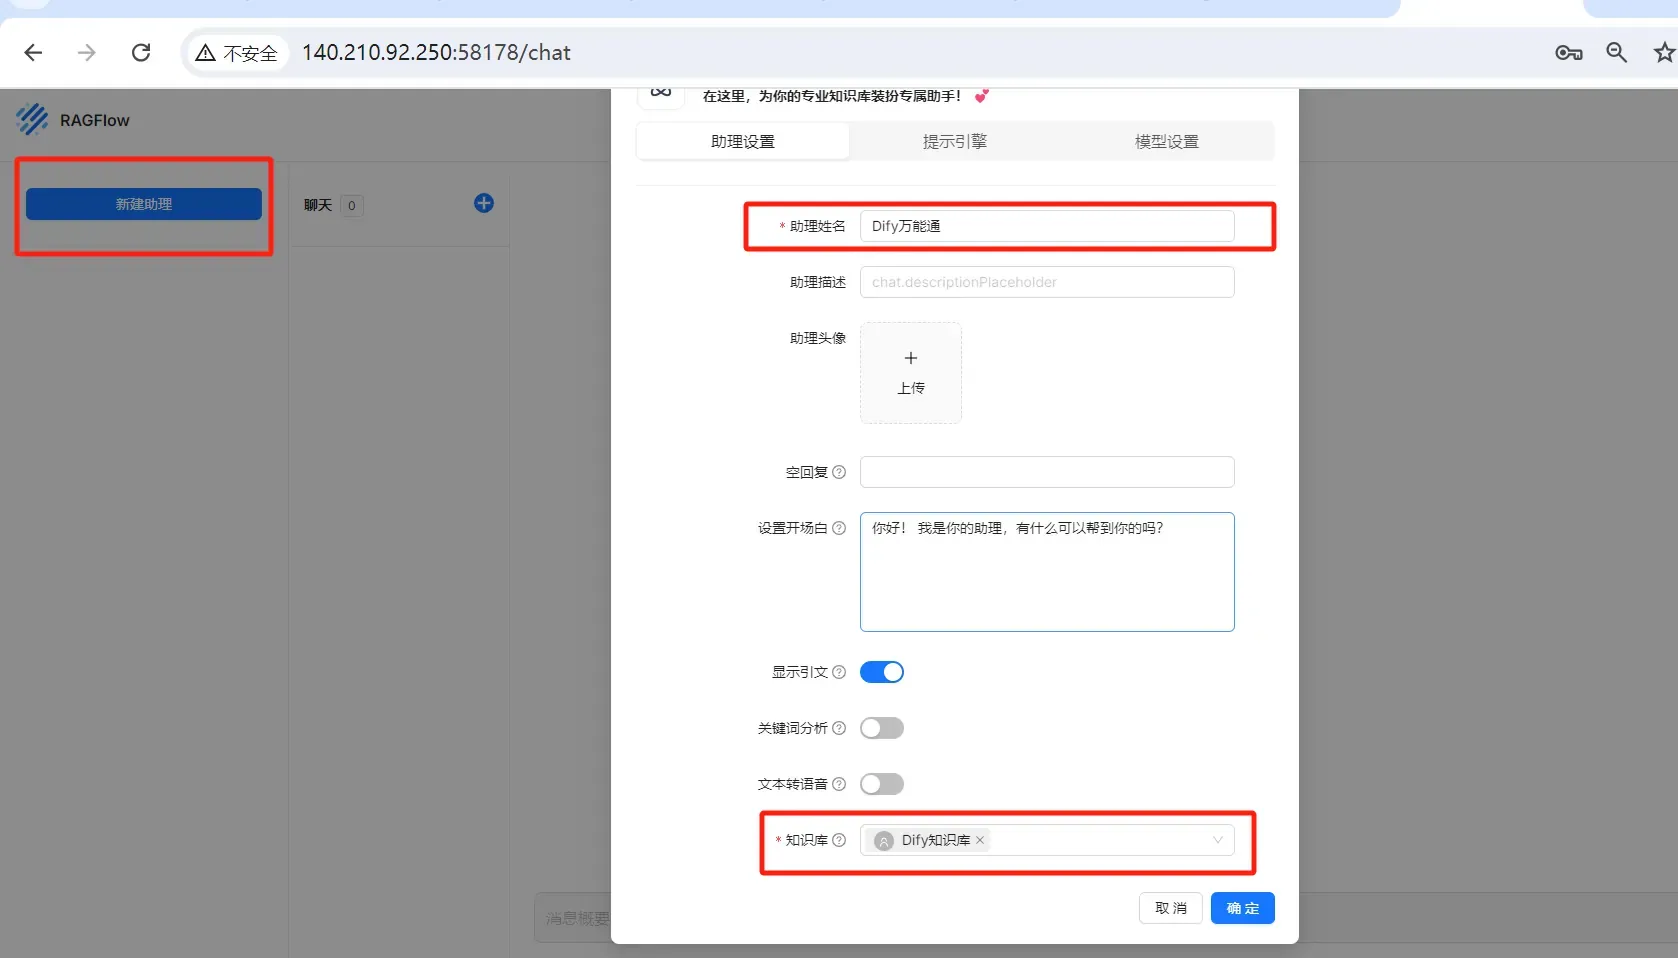 不安全
140.210.92.250:58178/chat
RAGFlow
新建助理
聊天 0
在这里，为你的专业知识库装扮专属助手！ 💕
助理设置
提示引擎
模型设置
* 助理姓名
Dify万能通
助理描述
chat.descriptionPlaceholder
助理头像
上传
空回复
设置开场白
你好！ 我是你的助理，有什么可以帮到你的吗？
显示引文
关键词分析
文本转语音
* 知识库
Dify知识库
取消
确定
消息概要